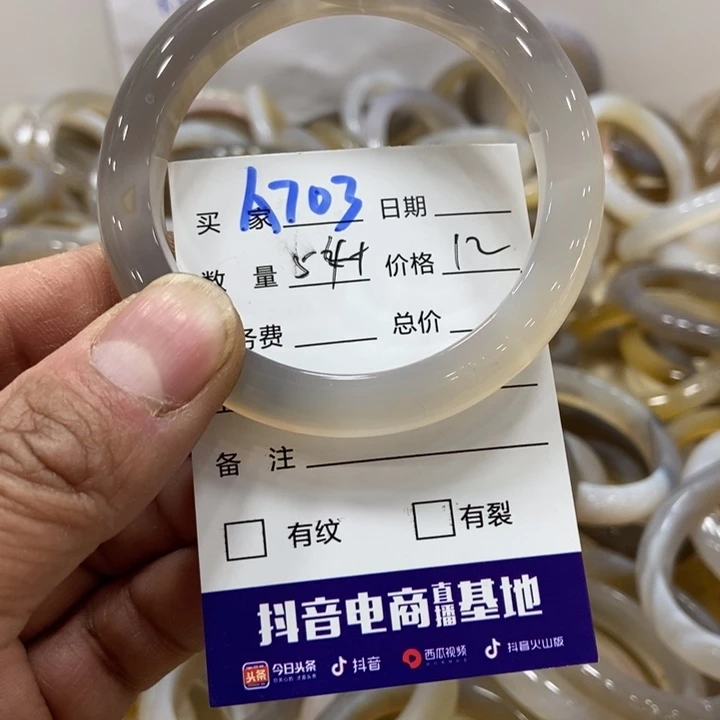 买 家 A703 日期
数 量 价格 12
务费 总价
备 注
有纹 有裂
抖音电商直播基地
头条 今日头条 抖音 西瓜视频 抖音火山版